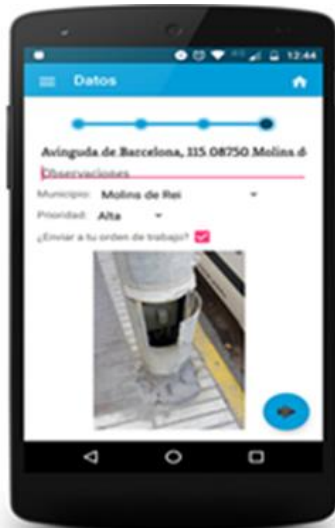 12:44
Datos
Avinguda de Barcelona, 115 08750 Molins d
Observaciones
Municipio: Molins de Rei
Prioridad: Alta
¿Enviar a tu orden de trabajo?